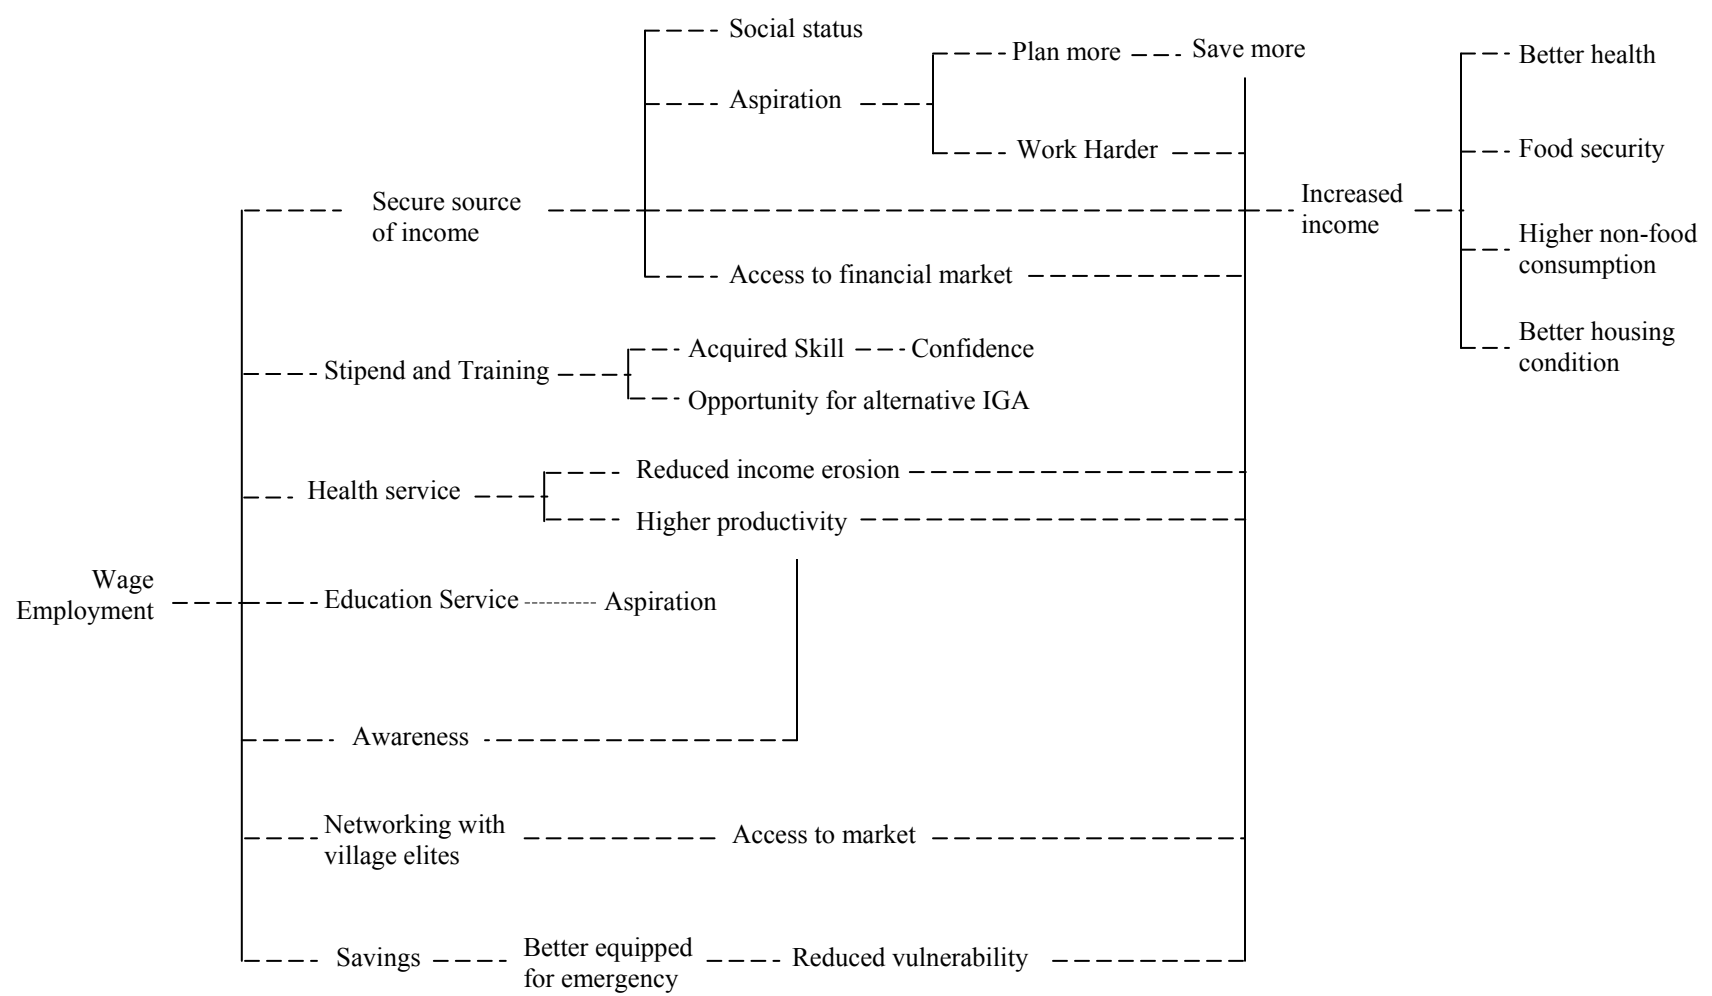 Social status
Plan more
Save more
Better health
Aspiration
Work Harder
Food security
Secure source
of income
Increased
income
Higher non-food
consumption
Access to financial market
Better housing
condition
Stipend and Training
Acquired Skill
Confidence
Opportunity for alternative IGA
Health service
Reduced income erosion
Higher productivity
Wage
Employment
Education Service
Aspiration
Awareness
Networking with
village elites
Access to market
Savings
Better equipped
for emergency
Reduced vulnerability